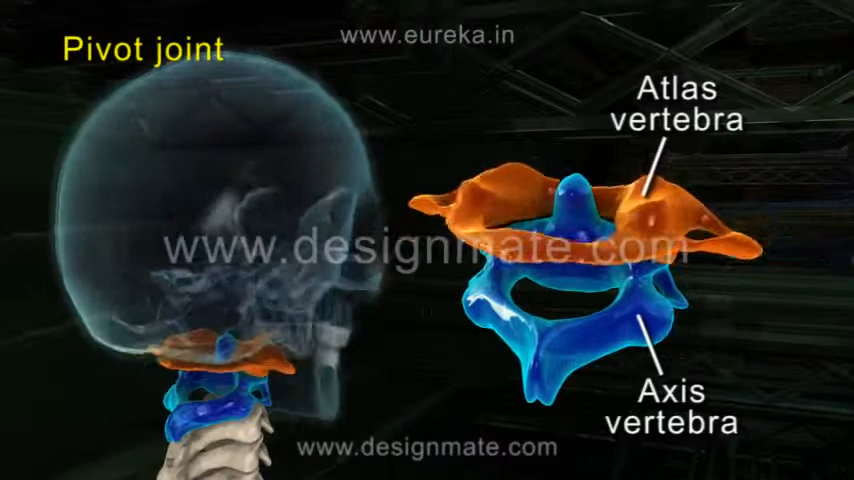 www.eureka.in
Pivot joint
Atlas
vertebra
www.designmate.com
Axis
vertebra
www.designmate.com